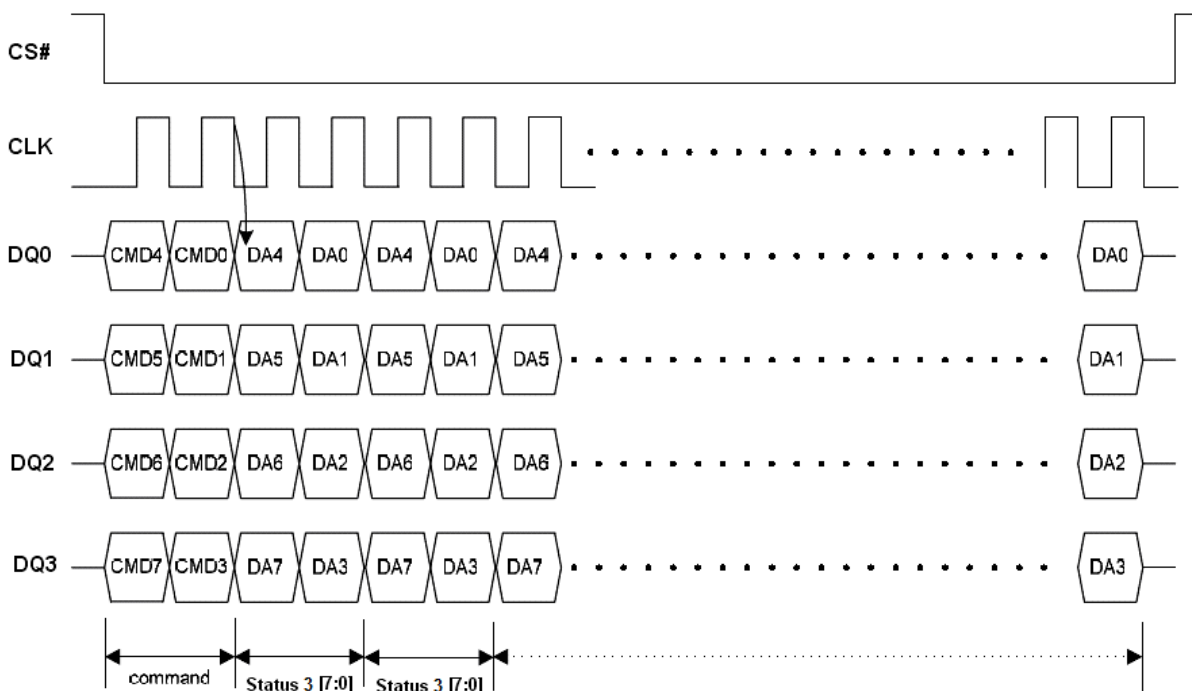 CS#
CLK
DQ0 CMD4 CMD0 DA4 DA0 DA4 DA0 DA4 DA0
DQ1 CMD5 CMD1 DA5 DA1 DA5 DA1 DA5 DA1
DQ2 CMD6 CMD2 DA6 DA2 DA6 DA2 DA6 DA2
DQ3 CMD7 CMD3 DA7 DA3 DA7 DA3 DA7 DA3
command Status 3 [7:0] Status 3 [7:0]